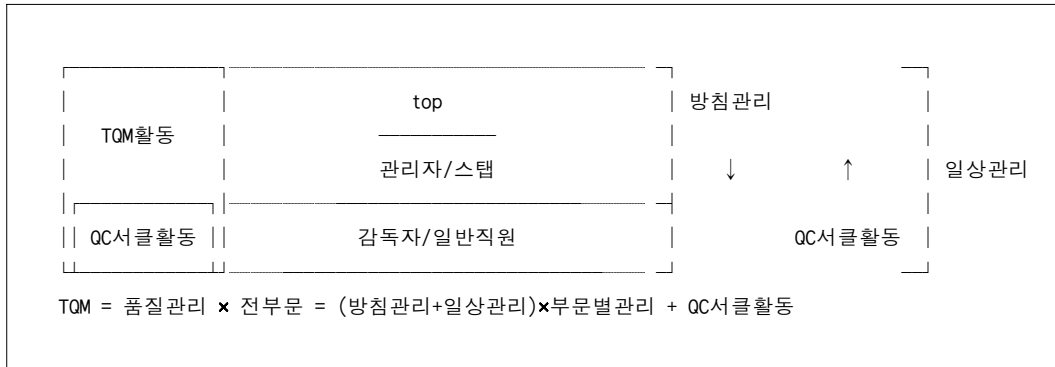 top 방침관리
TQM활동
관리자/스탭 ↓ ↑ 일상관리
QC서클활동 감독자/일반직원 QC서클활동
TQM = 품질관리 × 전부문 = (방침관리+일상관리)×부문별관리 + QC서클활동